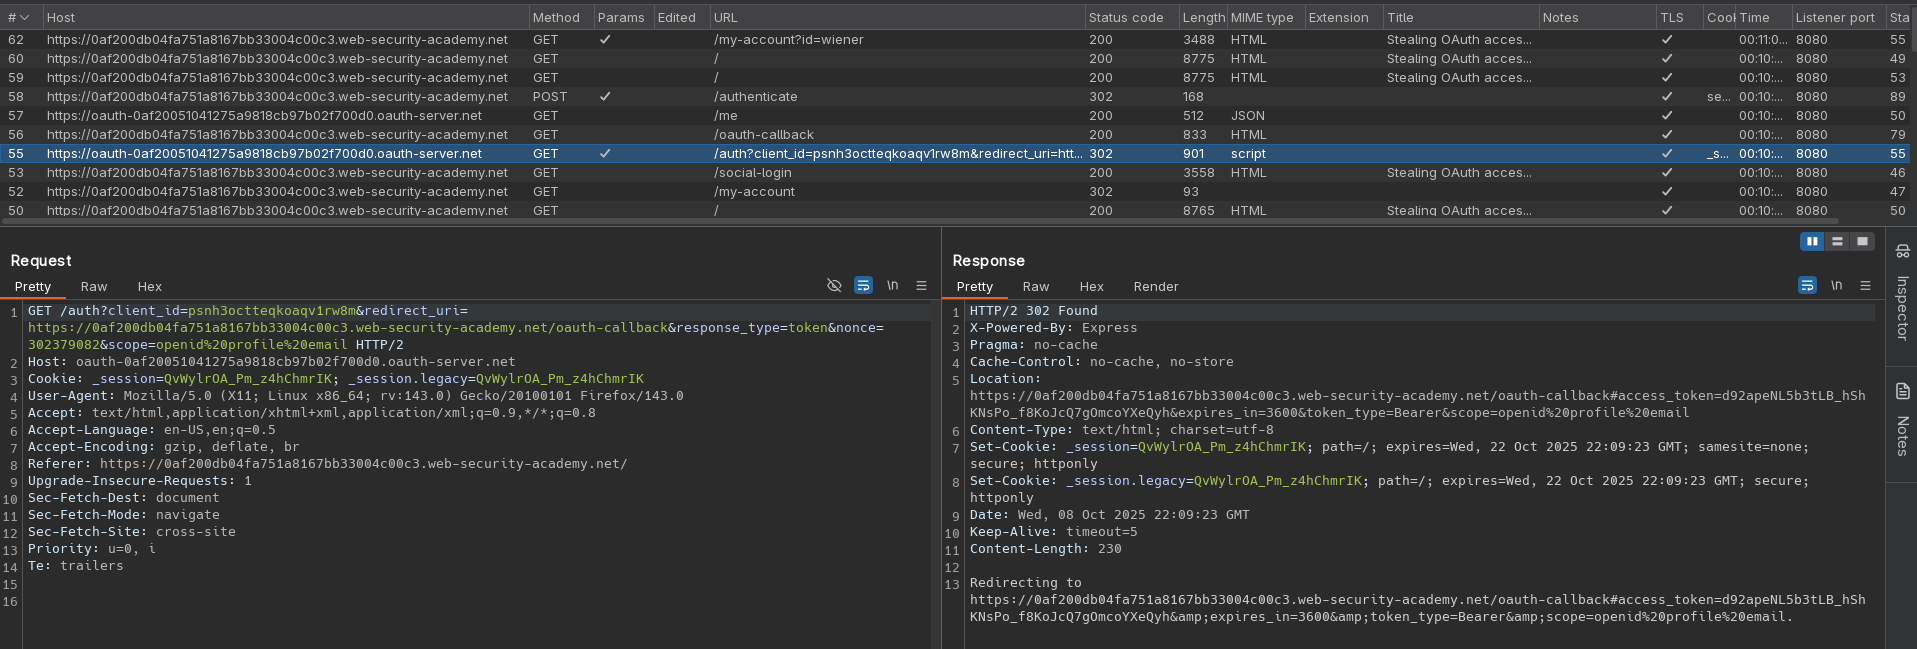 # Host Method Params Edited URL Status code Length MIME type Extension Title Notes TLS Cool Time Listener port Sta
62 https://0af200db04fa751a8167bb33004c00c3.web-security-academy.net GET ✓ /my-account?id=wiener 200 3488 HTML Stealing OAuth acces... ✓ 00:11:0... 8080 55
60 https://0af200db04fa751a8167bb33004c00c3.web-security-academy.net GET / 200 8775 HTML Stealing OAuth acces... ✓ 00:10:... 8080 49
59 https://0af200db04fa751a8167bb33004c00c3.web-security-academy.net GET / 200 8775 HTML Stealing OAuth acces... ✓ 00:10:... 8080 53
58 https://0af200db04fa751a8167bb33004c00c3.web-security-academy.net POST ✓ /authenticate 302 168 ✓ se... 00:10:... 8080 89
57 https://oauth-0af20051041275a9818cb97b02f700d0.oauth-server.net GET /me 200 512 JSON ✓ 00:10:... 8080 50
56 https://0af200db04fa751a8167bb33004c00c3.web-security-academy.net GET /oauth-callback 200 833 HTML ✓ 00:10:... 8080 79
55 https://oauth-0af20051041275a9818cb97b02f700d0.oauth-server.net GET ✓ /auth?client_id=psnh3octteqkoaqv1rw8m&redirect_uri=htt... 302 901 script ✓ _s... 00:10:... 8080 55
53 https://0af200db04fa751a8167bb33004c00c3.web-security-academy.net GET /social-login 200 3558 HTML Stealing OAuth acces... ✓ 00:10:... 8080 46
52 https://0af200db04fa751a8167bb33004c00c3.web-security-academy.net GET /my-account 302 93 ✓ 00:10:... 8080 47
50 https://0af200db04fa751a8167bb33004c00c3.web-security-academy.net GET / 200 8765 HTML Stealing OAuth acces... ✓ 00:10:... 8080 50
Request
Pretty Raw Hex \n
1 GET /auth?client_id=psnh3octteqkoaqv1rw8m&redirect_uri=
https://0af200db04fa751a8167bb33004c00c3.web-security-academy.net/oauth-callback&response_type=token&nonce=
302379082&scope=openid%20profile%20email HTTP/2
2 Host: oauth-0af20051041275a9818cb97b02f700d0.oauth-server.net
3 Cookie: _session=QvWylrOA_Pm_z4hChmrIK; _session.legacy=QvWylrOA_Pm_z4hChmrIK
4 User-Agent: Mozilla/5.0 (X11; Linux x86_64; rv:143.0) Gecko/20100101 Firefox/143.0
5 Accept: text/html,application/xhtml+xml,application/xml;q=0.9,*/*;q=0.8
6 Accept-Language: en-US,en;q=0.5
7 Accept-Encoding: gzip, deflate, br
8 Referer: https://0af200db04fa751a8167bb33004c00c3.web-security-academy.net/
9 Upgrade-Insecure-Requests: 1
10 Sec-Fetch-Dest: document
11 Sec-Fetch-Mode: navigate
12 Sec-Fetch-Site: cross-site
13 Priority: u=0, i
14 Te: trailers
15
16
Response
Pretty Raw Hex Render \n
1 HTTP/2 302 Found
2 X-Powered-By: Express
3 Pragma: no-cache
4 Cache-Control: no-cache, no-store
5 Location:
https://0af200db04fa751a8167bb33004c00c3.web-security-academy.net/oauth-callback#access_token=d92apeNL5b3tLB_hSh
KNsPo_f8KoJcQ7gOmcoYXeQyh&expires_in=3600&token_type=Bearer&scope=openid%20profile%20email
6 Content-Type: text/html; charset=utf-8
7 Set-Cookie: _session=QvWylrOA_Pm_z4hChmrIK; path=/; expires=Wed, 22 Oct 2025 22:09:23 GMT; samesite=none;
secure; httponly
8 Set-Cookie: _session.legacy=QvWylrOA_Pm_z4hChmrIK; path=/; expires=Wed, 22 Oct 2025 22:09:23 GMT; secure;
httponly
9 Date: Wed, 08 Oct 2025 22:09:23 GMT
10 Keep-Alive: timeout=5
11 Content-Length: 230
12
13 Redirecting to
https://0af200db04fa751a8167bb33004c00c3.web-security-academy.net/oauth-callback#access_token=d92apeNL5b3tLB_hSh
KNsPo_f8KoJcQ7gOmcoYXeQyh&amp;expires_in=3600&amp;token_type=Bearer&amp;scope=openid%20profile%20email.
Inspector
Notes